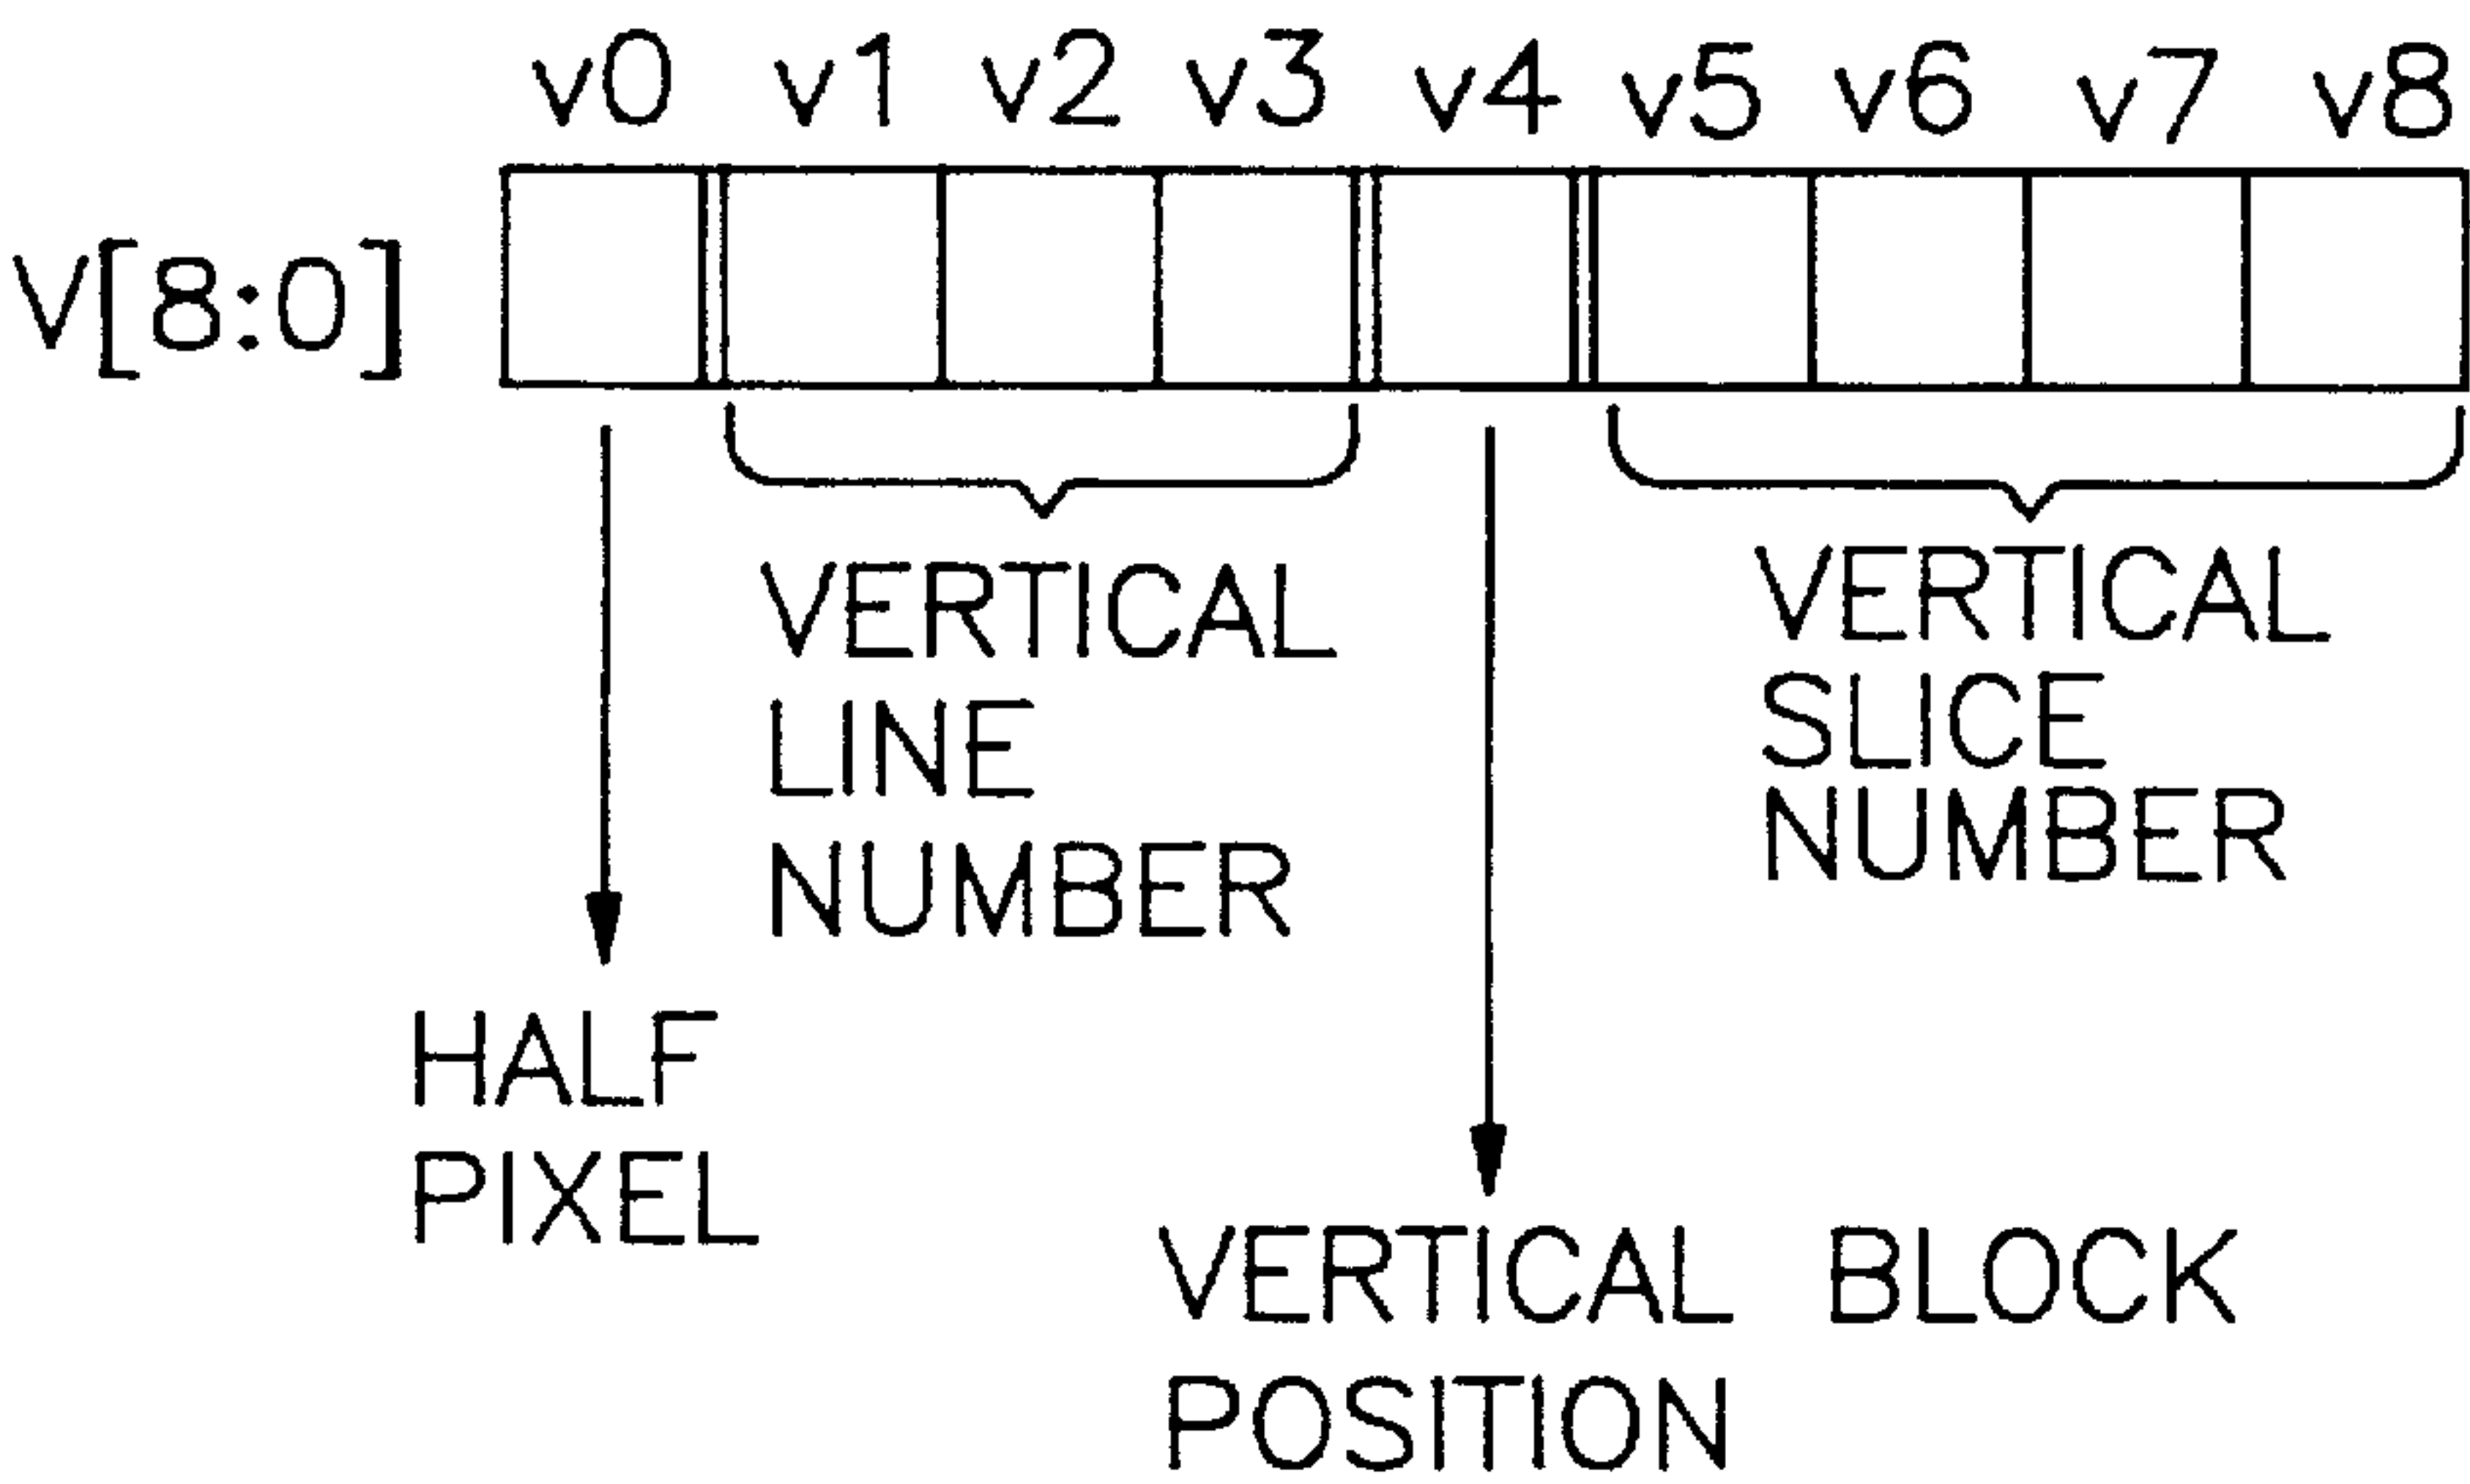 v0 v1 v2 v3 v4 v5 v6 v7 v8
V[8:0]
VERTICAL
LINE
NUMBER
VERTICAL
SLICE
NUMBER
HALF
PIXEL
VERTICAL BLOCK
POSITION